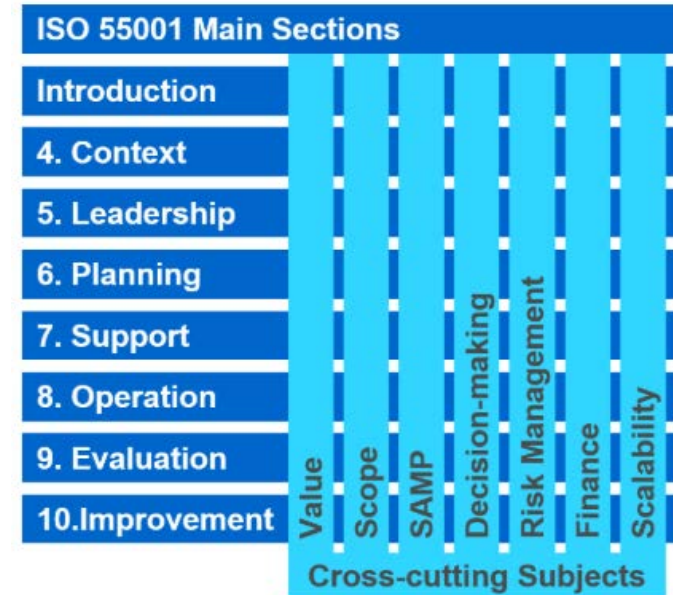 ISO 55001 Main Sections
Introduction
4. Context
5. Leadership
6. Planning
7. Support
8. Operation
9. Evaluation
10.Improvement
Value
Scope
SAMP
Decision-making
Risk Management
Finance
Scalability
Cross-cutting Subjects